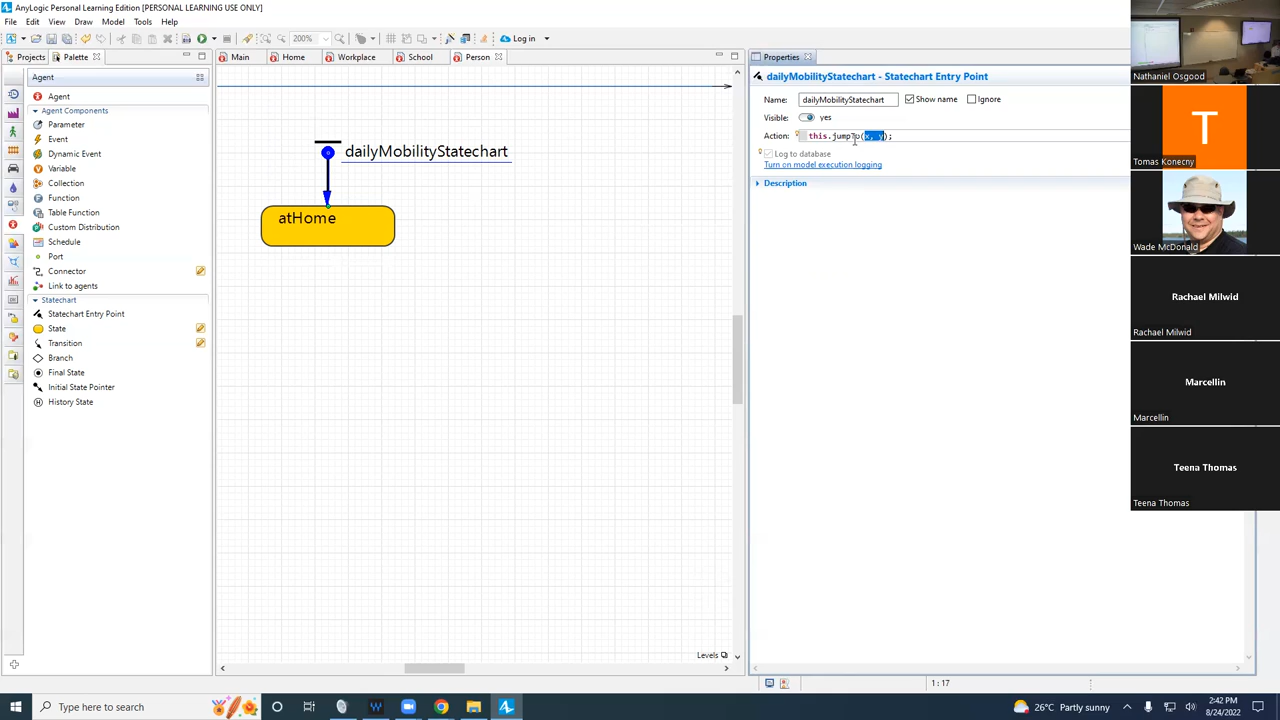 AnyLogic Personal Learning Edition [PERSONAL LEARNING USE ONLY]
File Edit View Draw Model Tools Help
200% Log in
Projects Palette
Main Home Workplace School Person
Properties
Agent
Agent
Agent Components
Parameter
Event
Dynamic Event
Variable
Collection
Function
Table Function
Custom Distribution
Schedule
Port
Connector
Link to agents
Statechart
Statechart Entry Point
State
Transition
Branch
Final State
Initial State Pointer
History State
dailyMobilityStatechart
atHome
Levels
dailyMobilityStatechart - Statechart Entry Point
Name: dailyMobilityStatechart Show name Ignore
Visible: yes
Action: this.jumpTo(x, y);
Log to database
Turn on model execution logging
Description
1:17
Nathaniel Osgood
T
Tomas Konecny
Wade McDonald
Rachael Milwid
Rachael Milwid
Marcellin
Marcellin
Teena Thomas
Teena Thomas
Type here to search
26°C Partly sunny
2:42 PM
8/24/2022